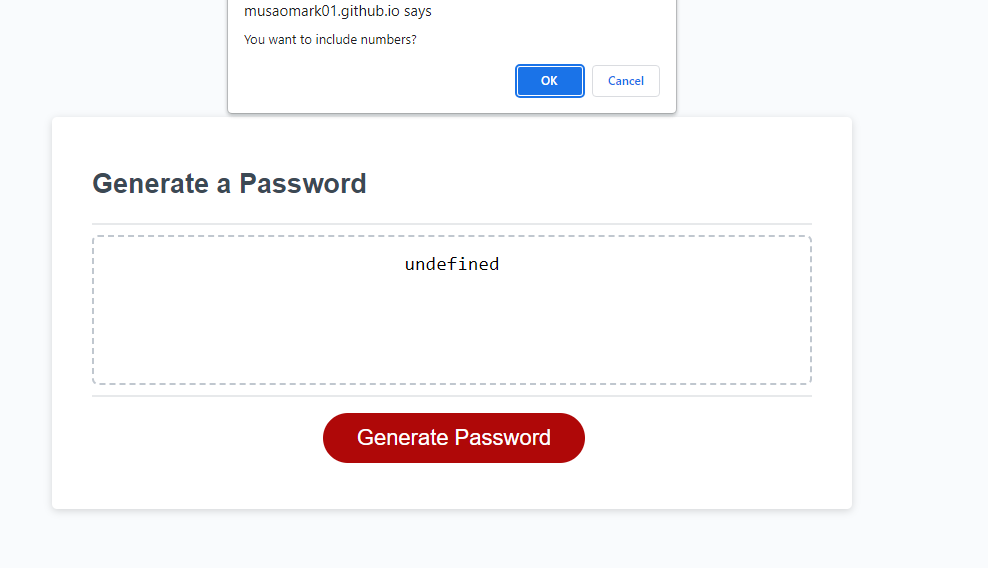 musaomark01.github.io says
You want to include numbers?
OK
Cancel
Generate a Password
undefined
Generate Password